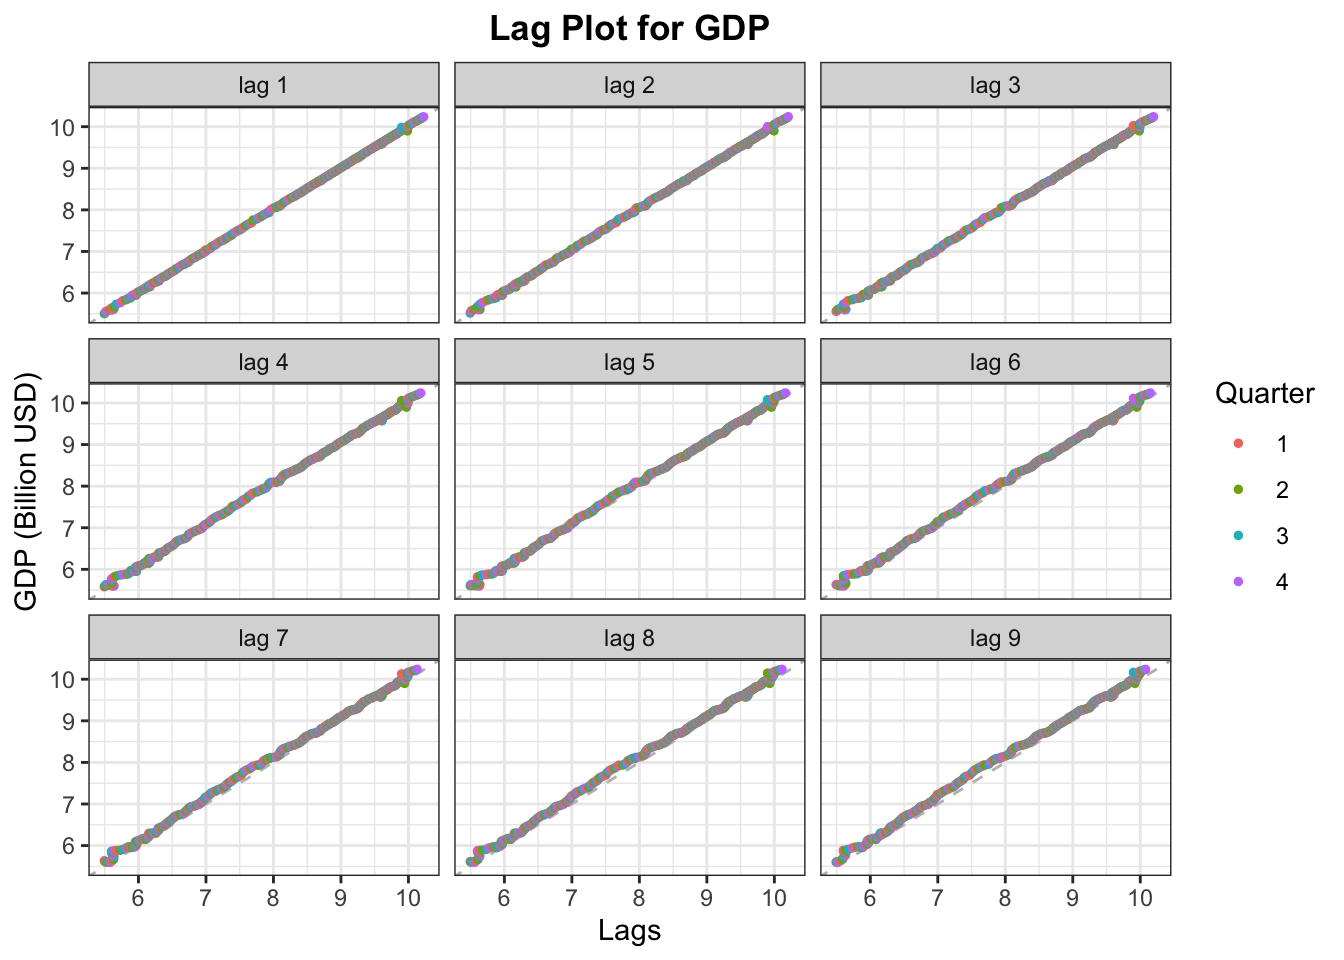 Lag Plot for GDP
lag 1 lag 2 lag 3
10
9
8
7
6
lag 4 lag 5 lag 6
10
9
8
7
6
lag 7 lag 8 lag 9
10
9
8
7
6
6 7 8 9 10 6 7 8 9 10 6 7 8 9 10
Lags
GDP (Billion USD)
Quarter
1
2
3
4